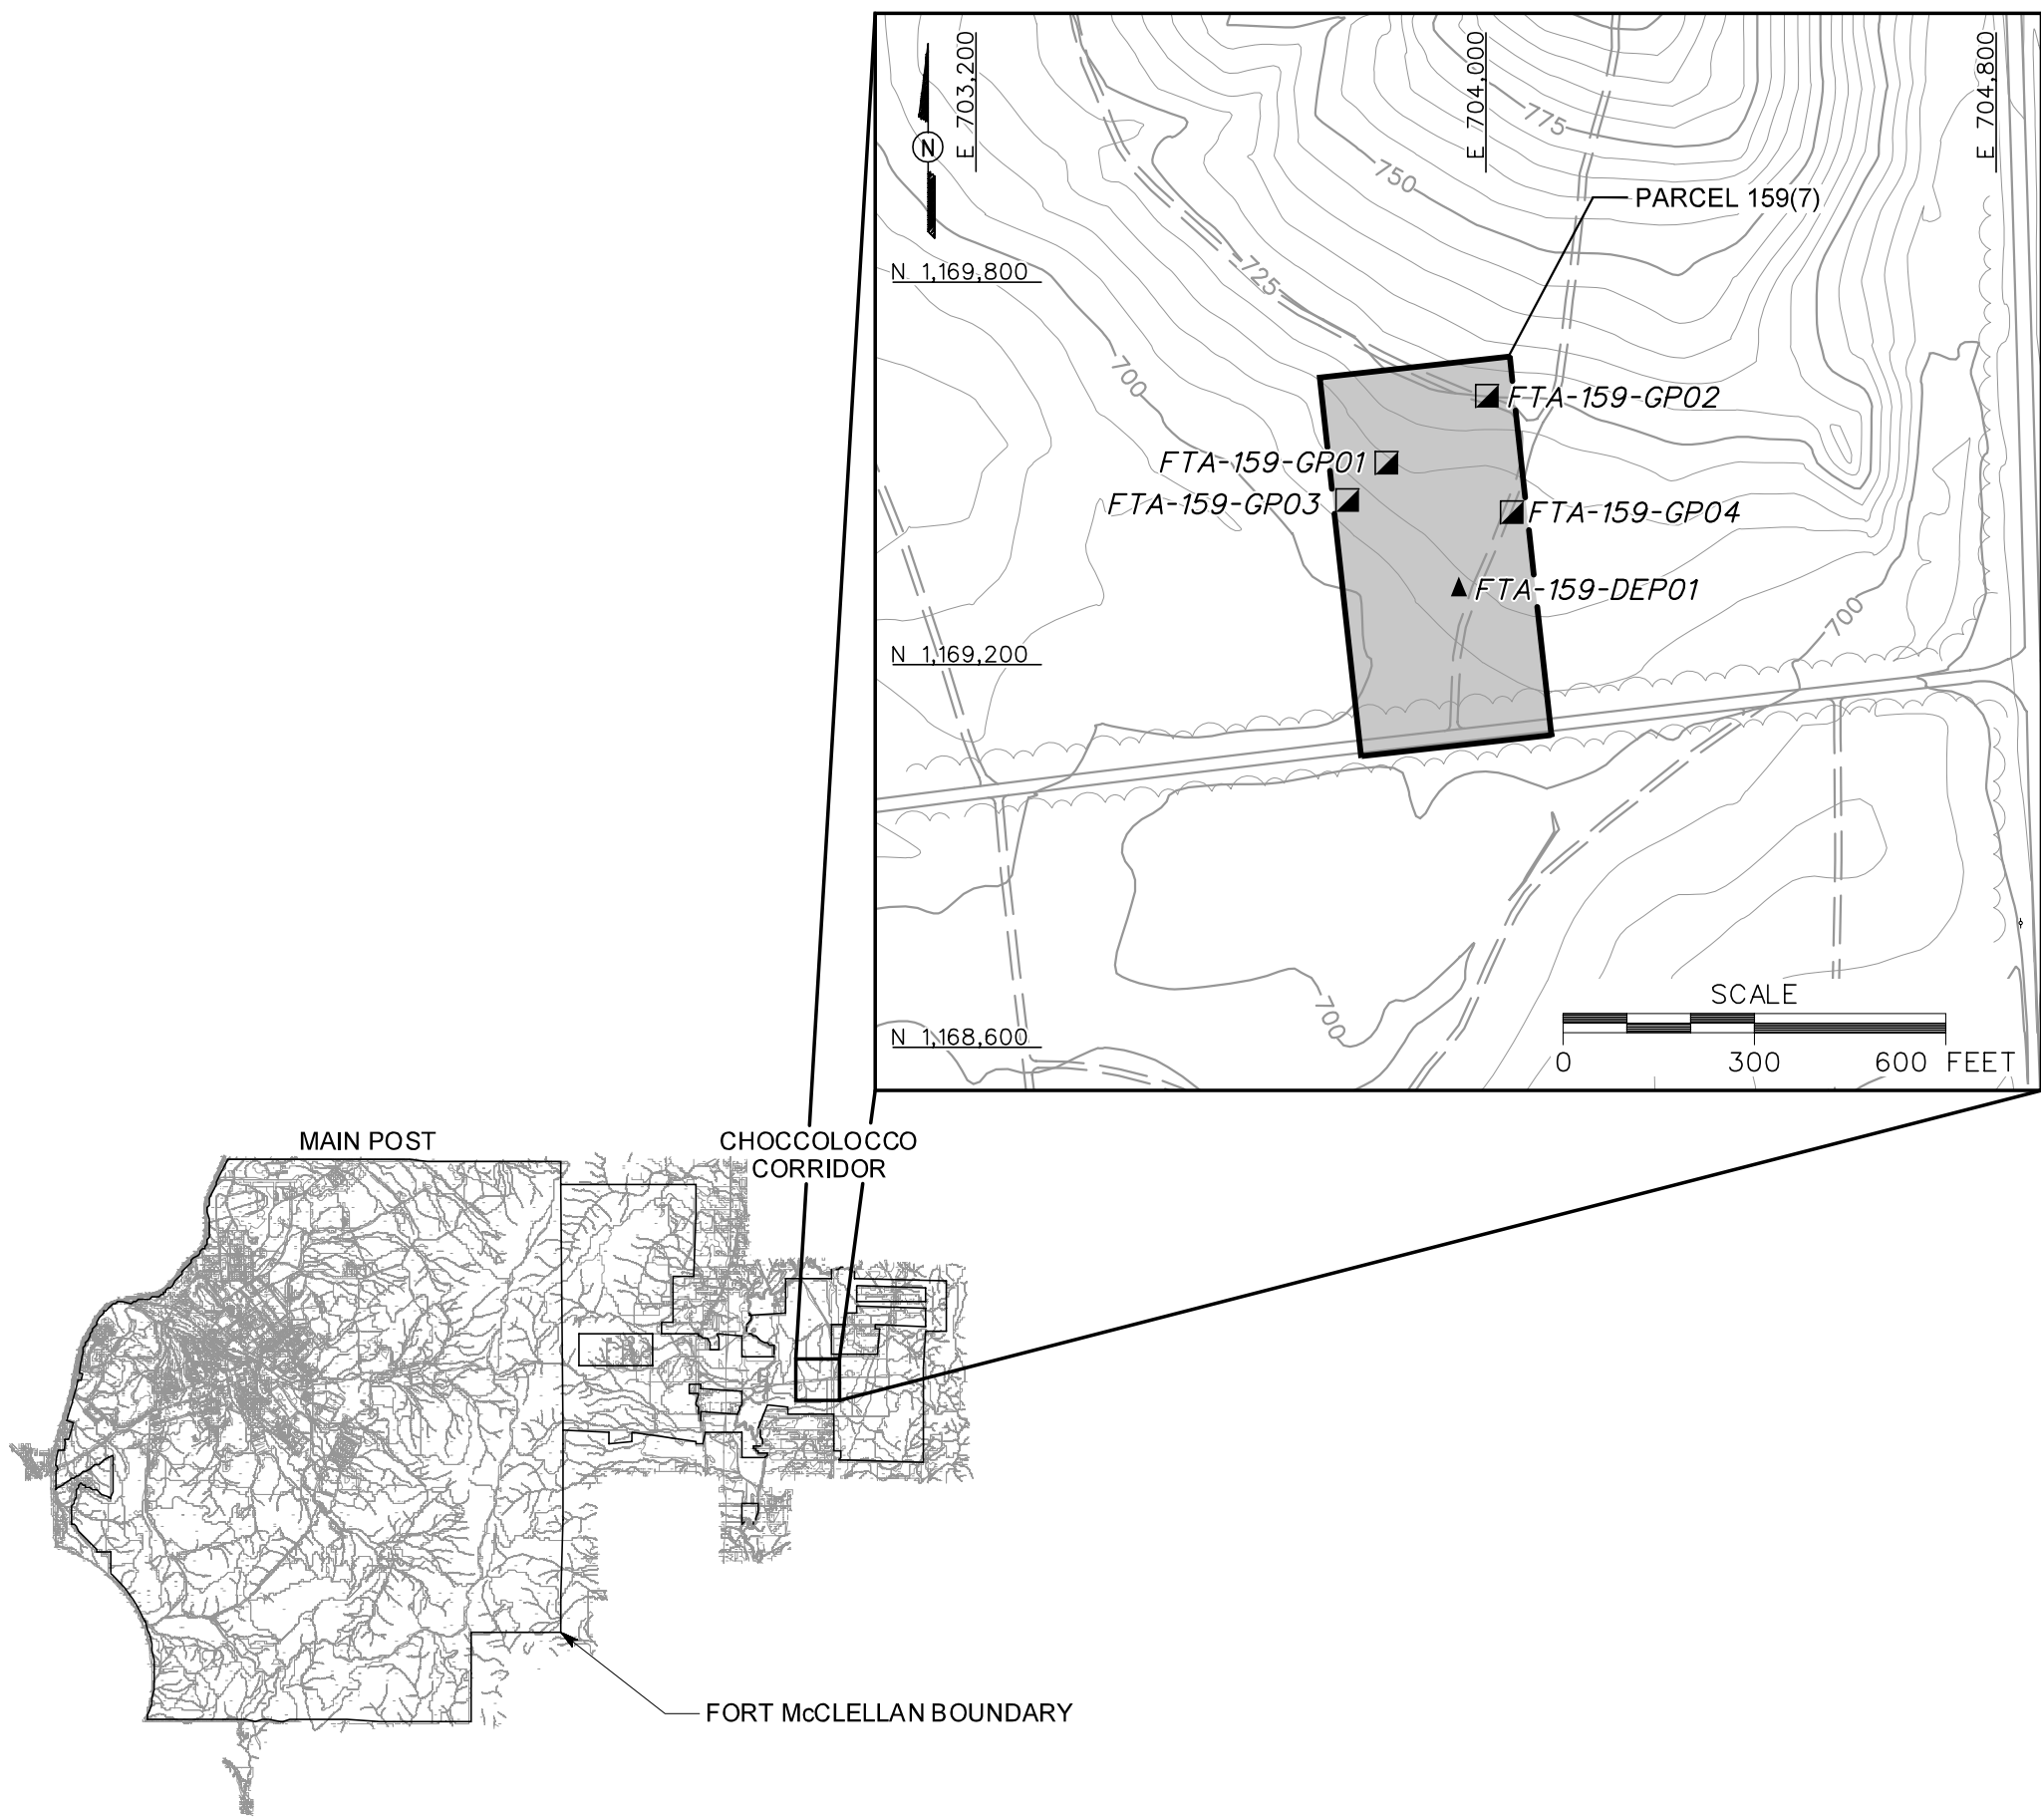 E 703,200
E 704,000
E 704,800
N
775
750
PARCEL 159(7)
N 1,169,800
725
700
FTA-159-GP02
FTA-159-GP01
FTA-159-GP03
FTA-159-GP04
FTA-159-DEP01
700
N 1,169,200
SCALE
700
N 1,168,600
0 300 600 FEET
MAIN POST
CHOCCOLOCCO
CORRIDOR
FORT McCLELLAN BOUNDARY